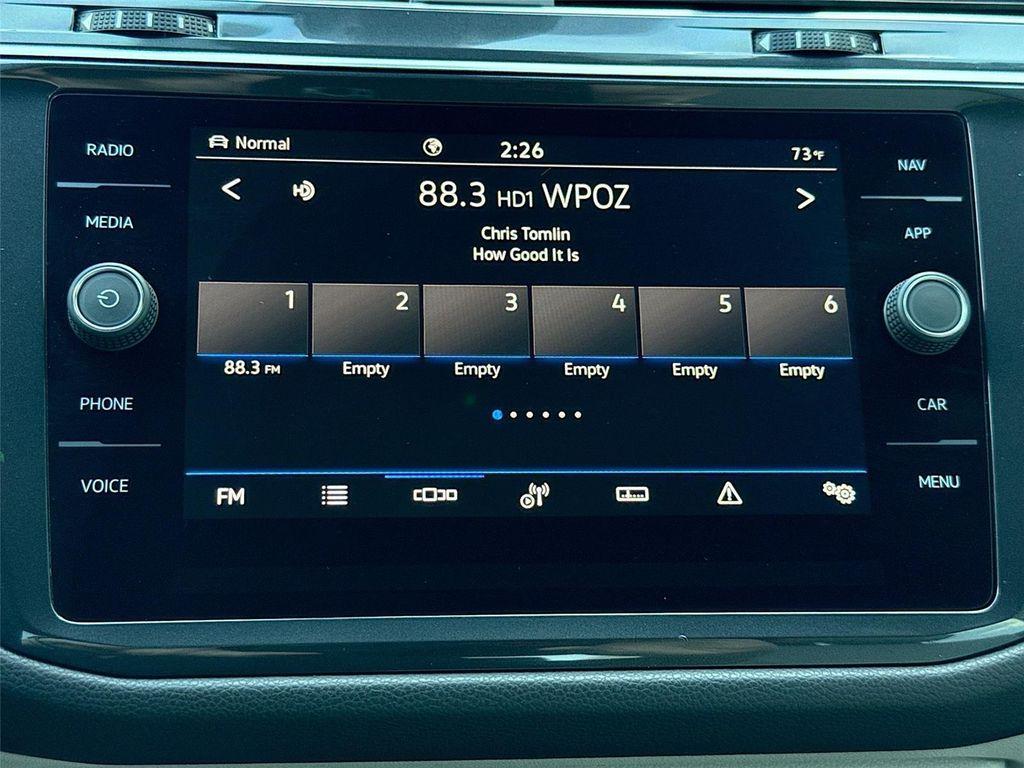 RADIO
MEDIA
PHONE
VOICE
Normal 2:26 73°F
< HD 88.3 HD1 WPOZ >
Chris Tomlin
How Good It Is
1 2 3 4 5 6
88.3 FM Empty Empty Empty Empty Empty
FM
NAV
APP
CAR
MENU